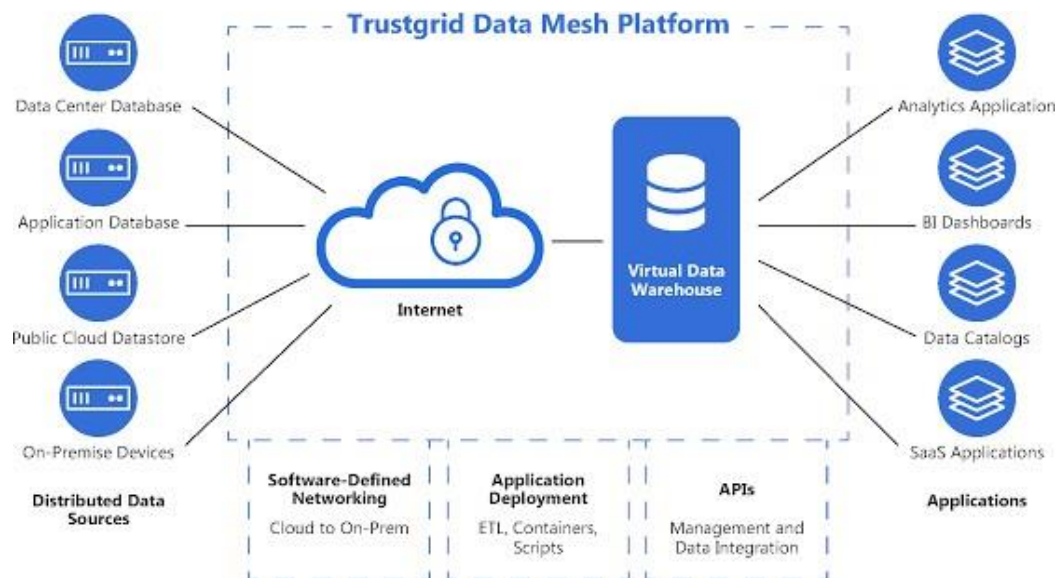 Trustgrid Data Mesh Platform
Data Center Database
Application Database
Public Cloud Datastore
On-Premise Devices
Distributed Data
Sources
Internet
Virtual Data
Warehouse
Analytics Application
BI Dashboards
Data Catalogs
SaaS Applications
Applications
Software-Defined
Networking
Cloud to On-Prem
Application
Deployment
ETL, Containers,
Scripts
APIs
Management and
Data Integration